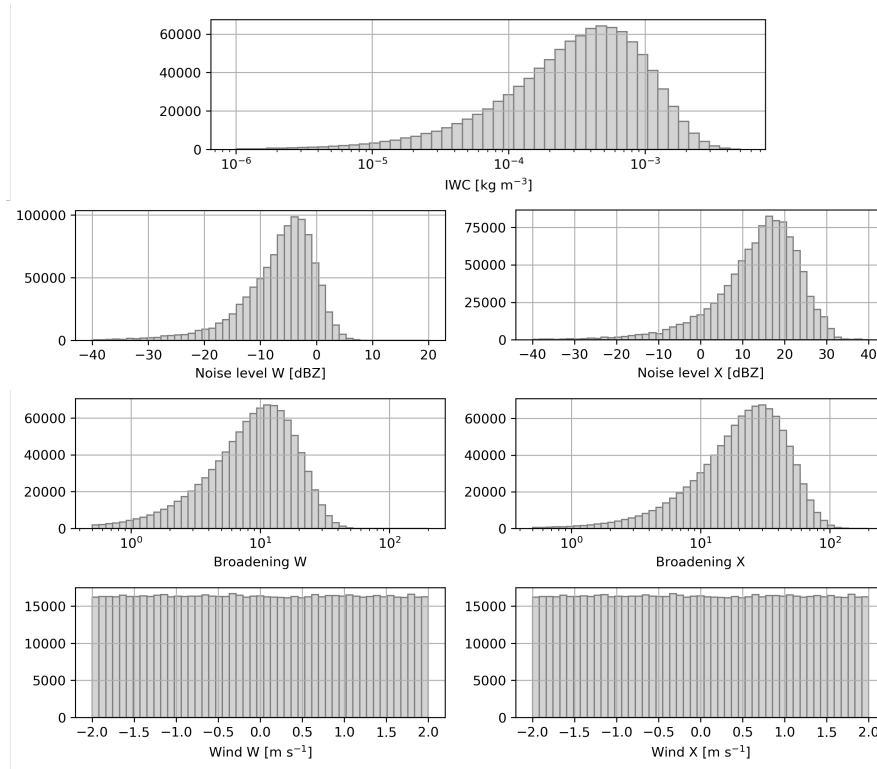 60000
40000
20000
0
10⁻⁶ 10⁻⁵ 10⁻⁴ 10⁻³
IWC [kg m⁻³]
100000
50000
0
−40 −30 −20 −10 0 10 20
Noise level W [dBZ]
75000
50000
25000
0
−40 −30 −20 −10 0 10 20 30 40
Noise level X [dBZ]
60000
40000
20000
0
10⁰ 10¹ 10²
Broadening W
60000
40000
20000
0
10⁰ 10¹ 10²
Broadening X
15000
10000
5000
0
−2.0 −1.5 −1.0 −0.5 0.0 0.5 1.0 1.5 2.0
Wind W [m s⁻¹]
15000
10000
5000
0
−2.0 −1.5 −1.0 −0.5 0.0 0.5 1.0 1.5 2.0
Wind X [m s⁻¹]